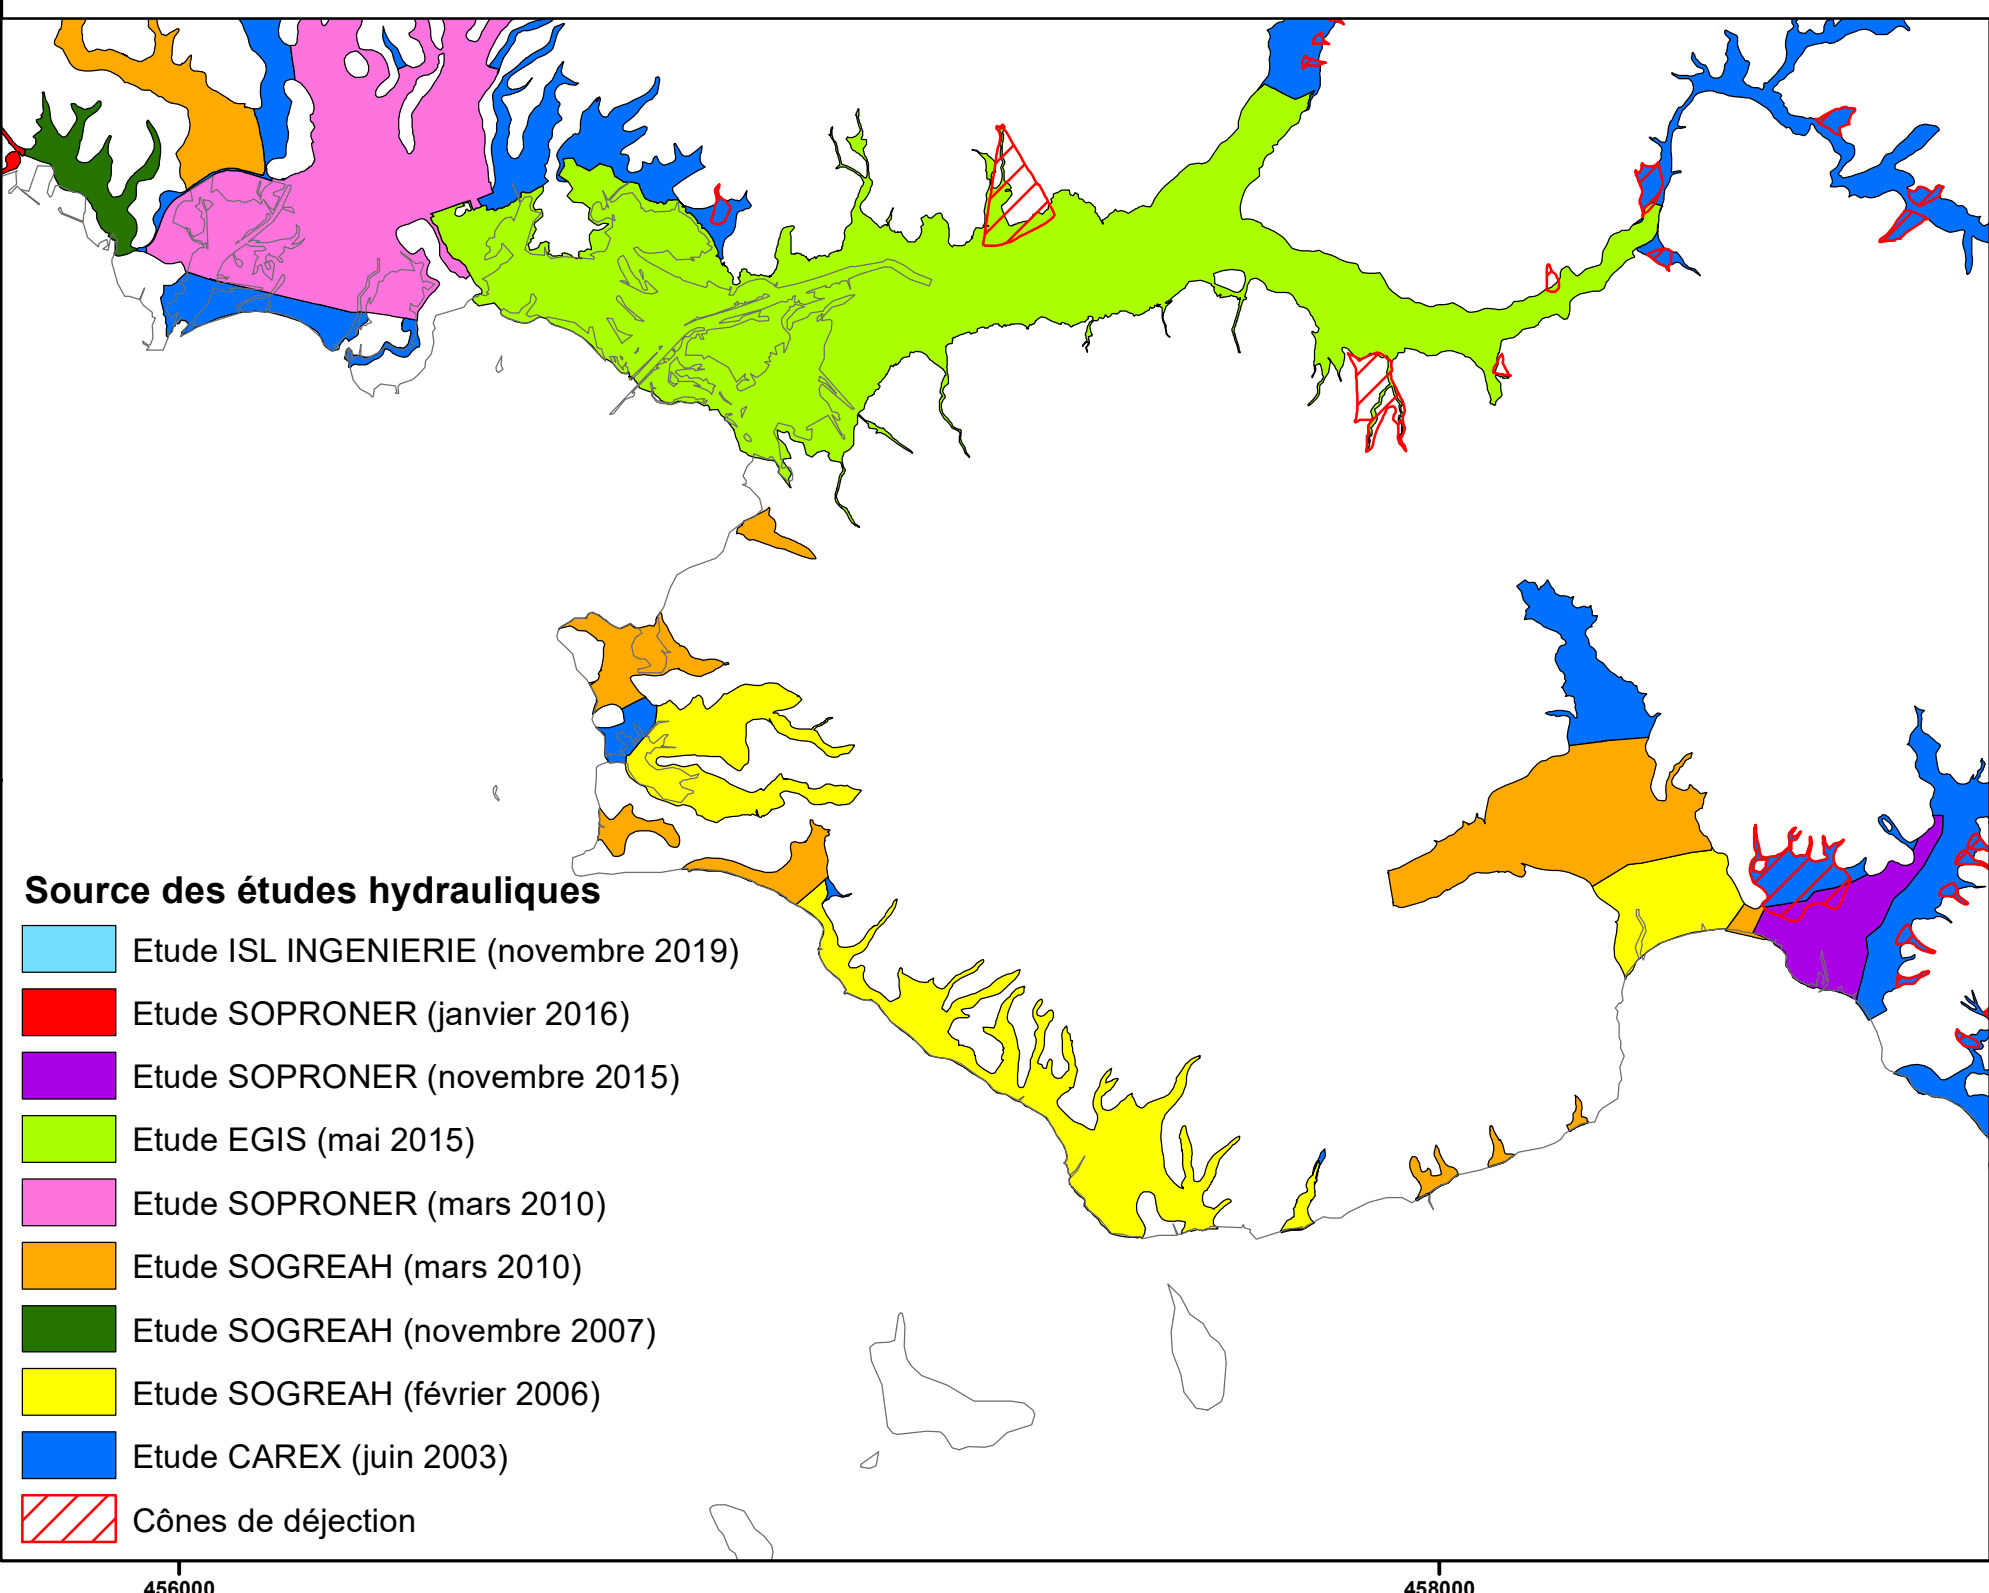 Source des études hydrauliques
Etude ISL INGENIERIE (novembre 2019)
Etude SOPRONER (janvier 2016)
Etude SOPRONER (novembre 2015)
Etude EGIS (mai 2015)
Etude SOPRONER (mars 2010)
Etude SOGREAH (mars 2010)
Etude SOGREAH (novembre 2007)
Etude SOGREAH (février 2006)
Etude CAREX (juin 2003)
Cônes de déjection
456000 458000